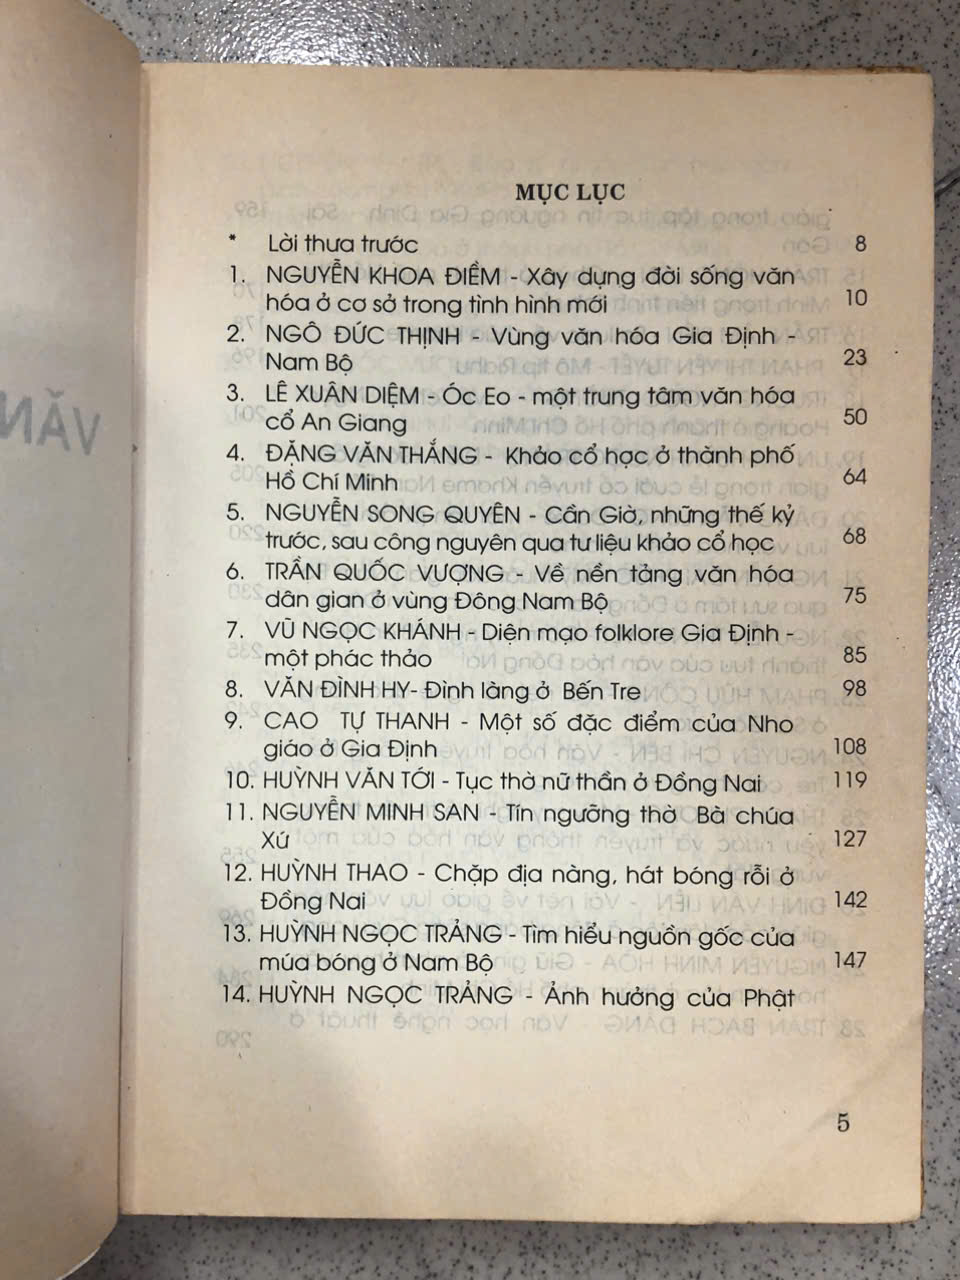 MỤC LỤC
* Lời thưa trước 8
1. NGUYỄN KHOA ĐIỀM - Xây dựng đời sống văn
hóa ở cơ sở trong tình hình mới 10
2. NGÔ ĐỨC THỊNH - Vùng văn hóa Gia Định -
Nam Bộ 23
3. LÊ XUÂN DIỆM - Óc Eo - một trung tâm văn hóa
cổ An Giang 50
4. ĐẶNG VĂN THẮNG - Khảo cổ học ở thành phố
Hồ Chí Minh 64
5. NGUYỄN SONG QUYÊN - Cần Giờ, những thế kỷ
trước, sau công nguyên qua tư liệu khảo cổ học 68
6. TRẦN QUỐC VƯỢNG - Về nền tảng văn hóa
dân gian ở vùng Đông Nam Bộ 75
7. VŨ NGỌC KHÁNH - Diện mạo folklore Gia Định -
một phác thảo 85
8. VĂN ĐÌNH HY- Đình làng ở Bến Tre 98
9. CAO TỰ THANH - Một số đặc điểm của Nho
giáo ở Gia Định 108
10. HUỲNH VĂN TỚI - Tục thờ nữ thần ở Đồng Nai 119
11. NGUYỄN MINH SAN - Tín ngưỡng thờ Bà chúa
Xứ 127
12. HUỲNH THAO - Chặp địa nàng, hát bóng rỗi ở
Đồng Nai 142
13. HUỲNH NGỌC TRẢNG - Tìm hiểu nguồn gốc của
múa bóng ở Nam Bộ 147
14. HUỲNH NGỌC TRẢNG - Ảnh hưởng của Phật
5